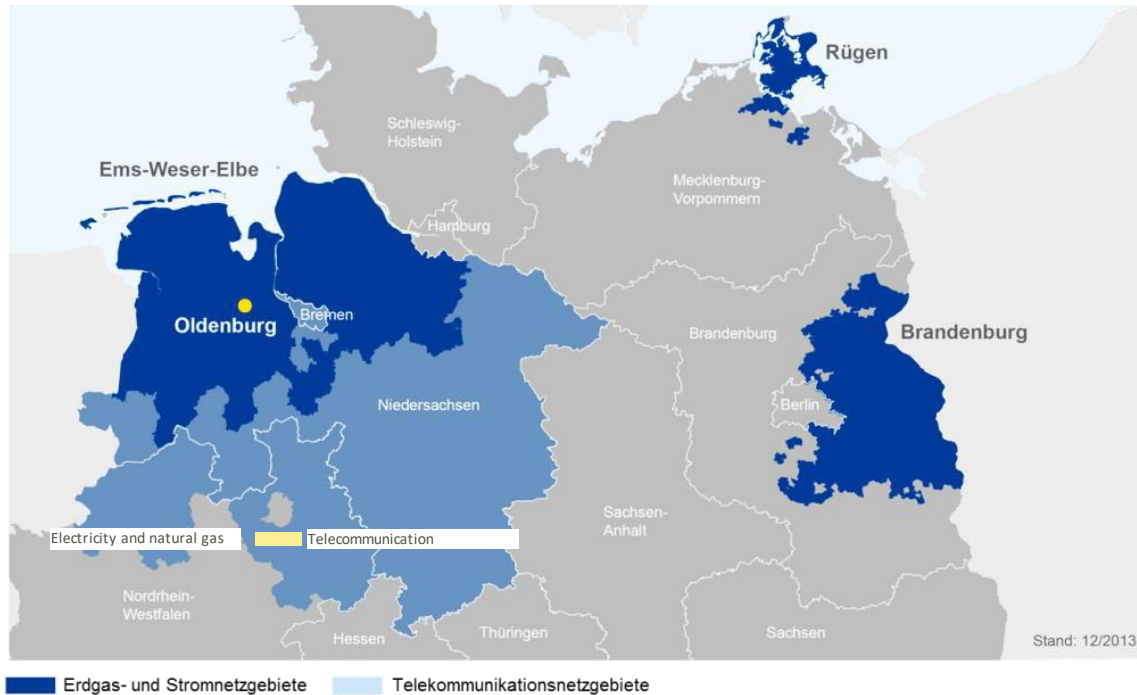 Rügen
Schleswig-
Holstein
Ems-Weser-Elbe
Mecklenburg-
Vorpommern
Hamburg
Oldenburg
Bremen
Brandenburg
Brandenburg
Niedersachsen
Berlin
Sachsen-
Anhalt
Electricity and natural gas
Telecommunication
Nordrhein-
Westfalen
Hessen
Thüringen
Sachsen
Stand: 12/2013
Erdgas- und Stromnetzgebiete
Telekommunikationsnetzgebiete